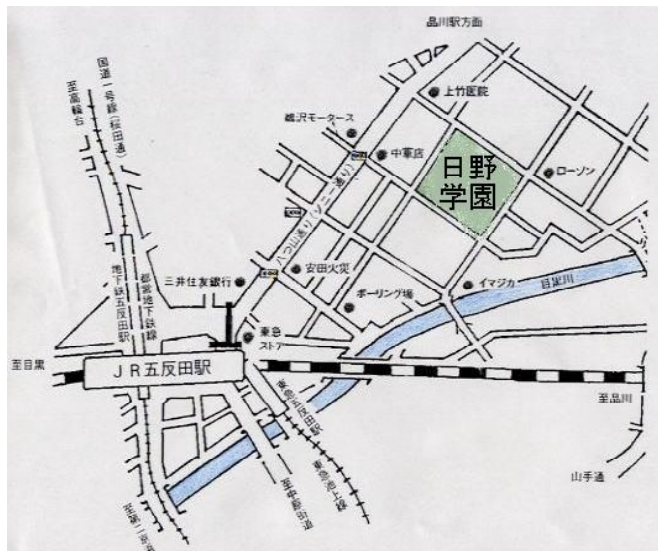 品川駅方面
国道一号線(桜田通)
至高輪台
上竹医院
鵜沢モータース
中華店
日野
学園
ローソン
八つ山通り(ソニー通り)
三井住友銀行
安田火災
ボーリング場
イマジカ
目黒川
都営地下鉄線
地下鉄五反田駅
東急
ストア
至目黒
JR五反田駅
至品川
東急五反田駅
東急池上線
至中原街道
山手通
至第二京浜